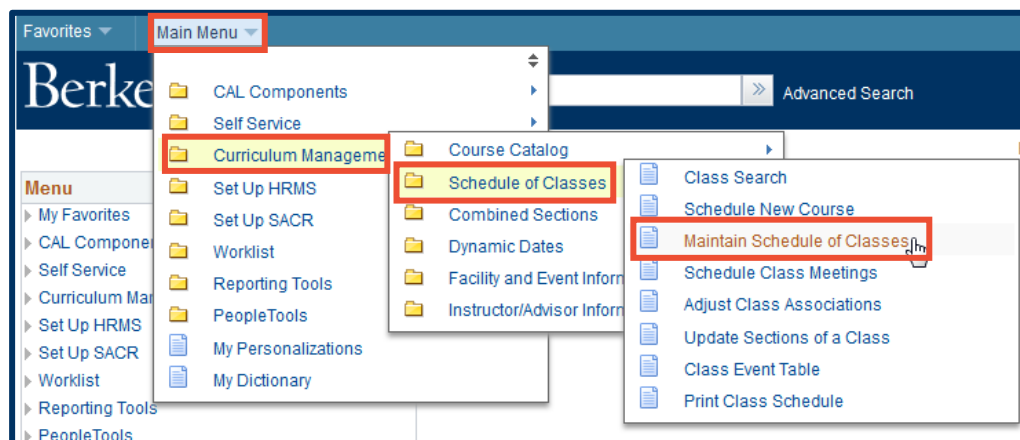 Favorites
Main Menu
Berke
Advanced Search
CAL Components
Self Service
Curriculum Manageme
Set Up HRMS
Set Up SACR
Worklist
Reporting Tools
PeopleTools
My Personalizations
My Dictionary
Course Catalog
Schedule of Classes
Combined Sections
Dynamic Dates
Facility and Event Inforn
Instructor/Advisor Inforn
Class Search
Schedule New Course
Maintain Schedule of Classes
Schedule Class Meetings
Adjust Class Associations
Update Sections of a Class
Class Event Table
Print Class Schedule
Menu
My Favorites
CAL Componer
Self Service
Curriculum Mar
Set Up HRMS
Set Up SACR
Worklist
Reporting Tools
PeopleTools